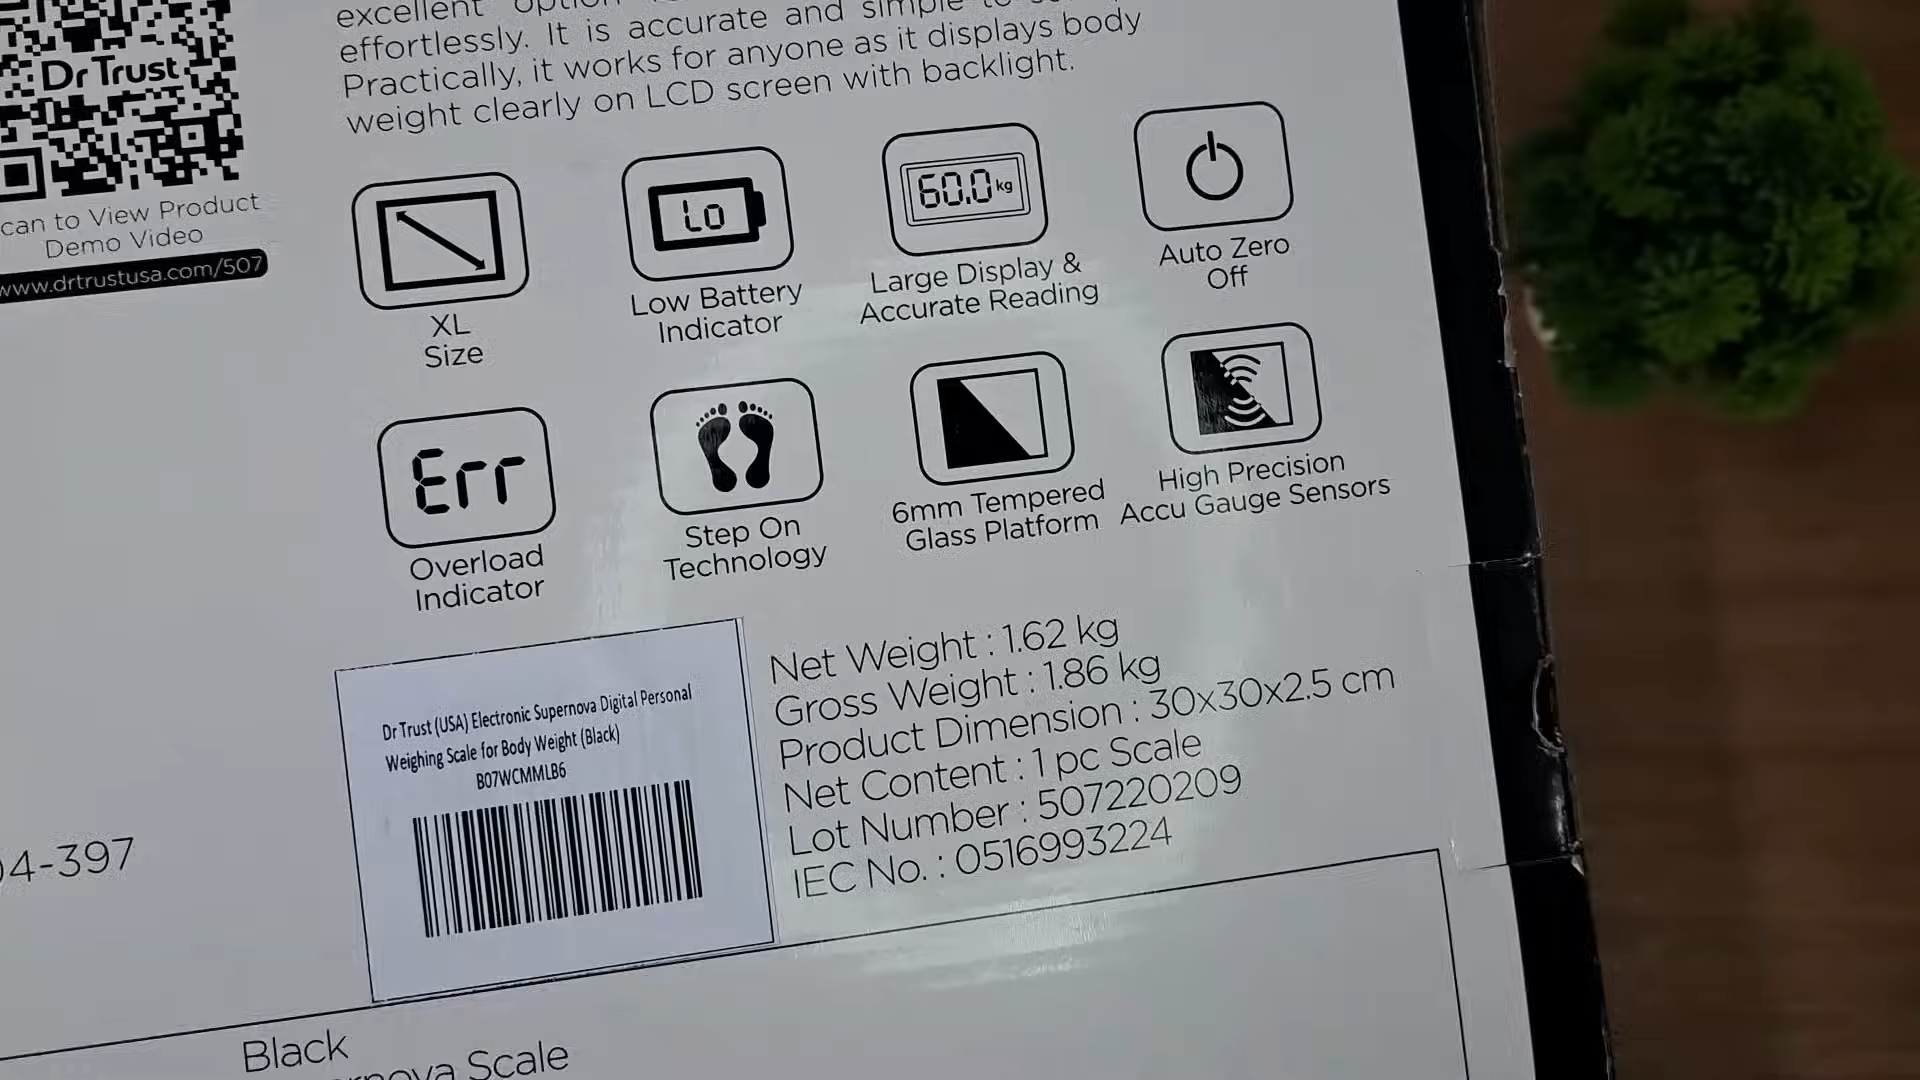 excellent
effortlessly. It is accurate and simple to
Practically, it works for anyone as it displays body
weight clearly on LCD screen with backlight.
Dr Trust
can to View Product
Demo Video
www.drtrustusa.com/507
XL
Size
Lo
Low Battery
Indicator
60.0 kg
Large Display &
Accurate Reading
Auto Zero
Off
Err
Overload
Indicator
Step On
Technology
6mm Tempered
Glass Platform
High Precision
Accu Gauge Sensors
Dr Trust (USA) Electronic Supernova Digital Personal
Weighing Scale for Body Weight (Black)
B07WCMMLB6
Net Weight : 1.62 kg
Gross Weight : 1.86 kg
Product Dimension : 30x30x2.5 cm
Net Content : 1 pc Scale
Lot Number : 507220209
IEC No. : 0516993224
04-397
Black
Scale